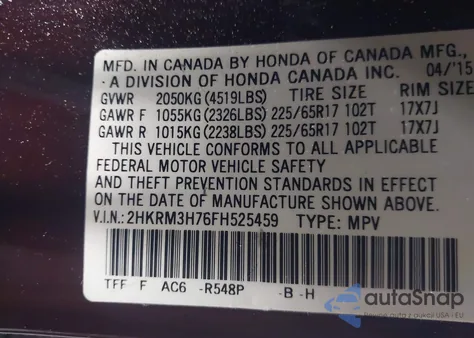 MFD. IN CANADA BY HONDA OF CANADA MFG.,
A DIVISION OF HONDA CANADA INC. 04/'15
GVWR 2050KG (4519LBS) TIRE SIZE RIM SIZE
GAWR F 1055KG (2326LBS) 225/65R17 102T 17X7J
GAWR R 1015KG (2238LBS) 225/65R17 102T 17X7J
THIS VEHICLE CONFORMS TO ALL APPLICABLE
FEDERAL MOTOR VEHICLE SAFETY
AND THEFT PREVENTION STANDARDS IN EFFECT
ON THE DATE OF MANUFACTURE SHOWN ABOVE.
V.I.N.: 2HKRM3H76FH525459 TYPE: MPV
TFF F AC6 -R548P -B-H
autoSnap